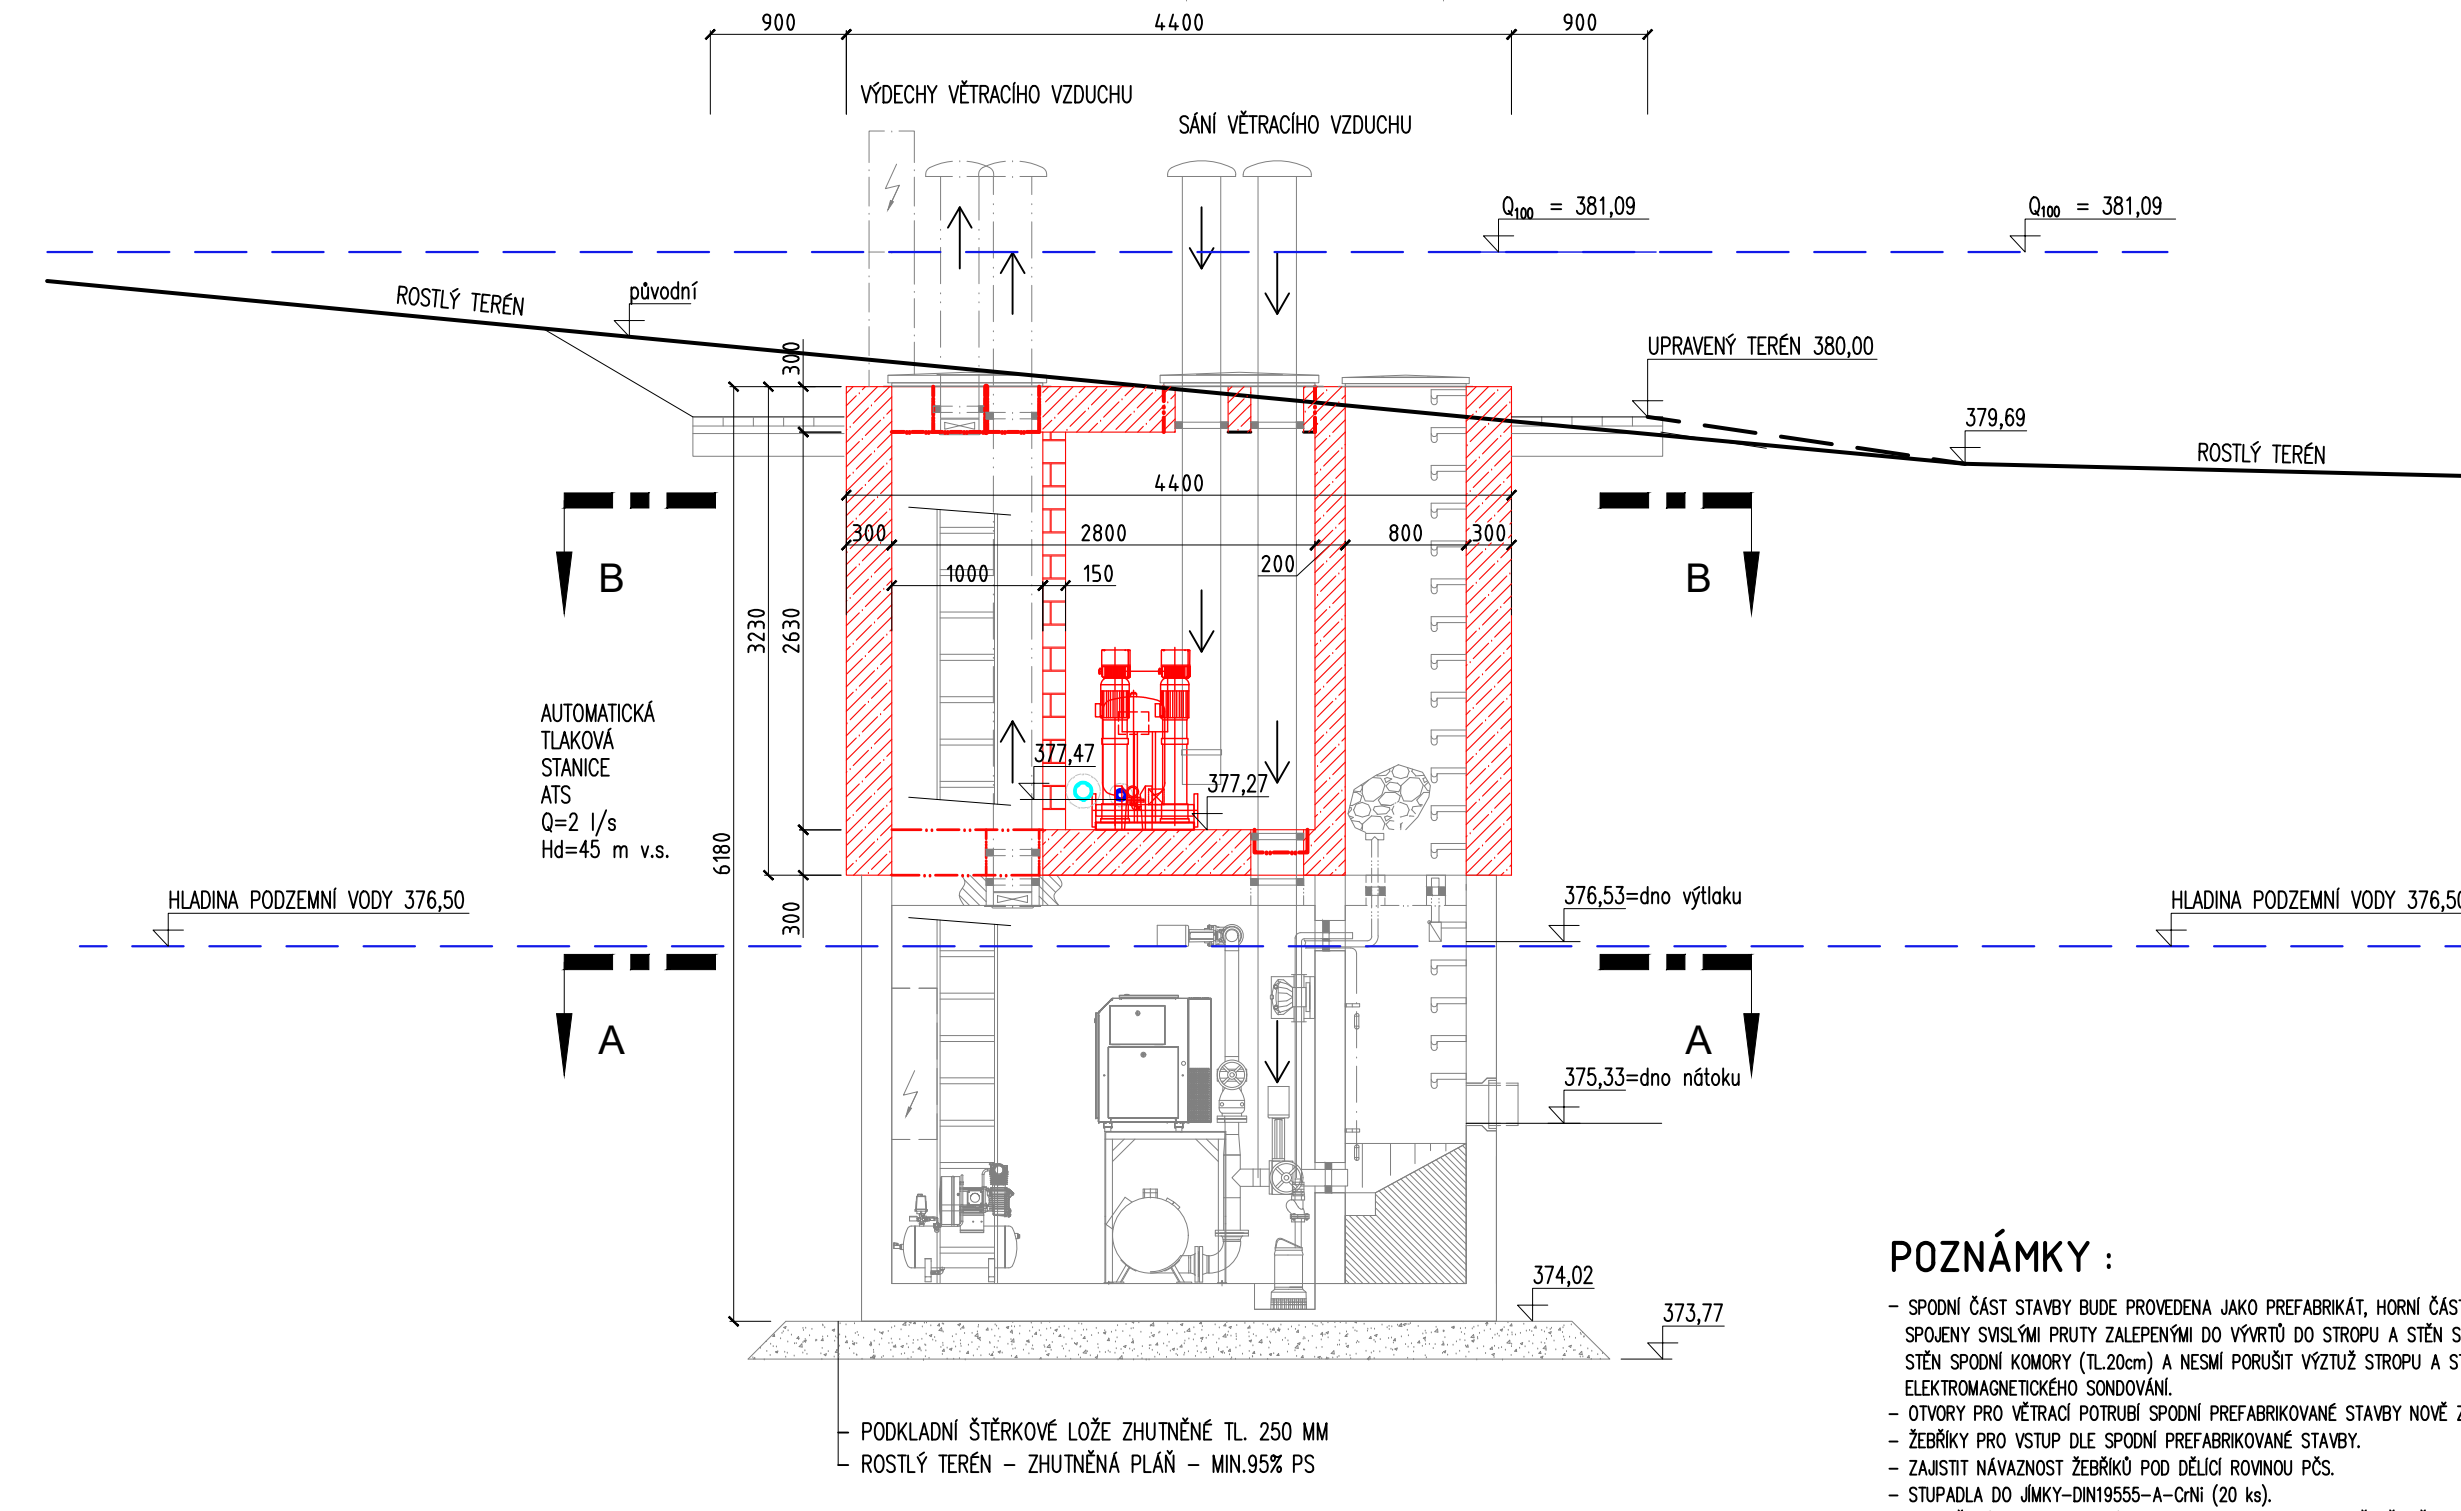 900
4400
900
VÝDECHY VĚTRACÍHO VZDUCHU
SÁNÍ VĚTRACÍHO VZDUCHU
Q₁₀₀ = 381,09
Q₁₀₀ = 381,09
ROSTLÝ TERÉN
původní
300
UPRAVENÝ TERÉN 380,00
379,69
ROSTLÝ TERÉN
4400
300
2800
800
300
200
1000
150
B
B
3230
2630
6180
300
AUTOMATICKÁ
TLAKOVÁ
STANICE
ATS
Q=2 l/s
Hd=45 m v.s.
377,47
377,27
HLADINA PODZEMNÍ VODY 376,50
376,53=dno výtlaku
HLADINA PODZEMNÍ VODY 376,50
A
A
375,33=dno nátoku
374,02
373,77
PODKLADNÍ ŠTĚRKOVÉ LOŽE ZHUTNĚNÉ TL. 250 MM
ROSTLÝ TERÉN – ZHUTNĚNÁ PLÁŇ – MIN.95% PS
POZNÁMKY :
– SPODNÍ ČÁST STAVBY BUDE PROVEDENA JAKO PREFABRIKÁT, HORNÍ ČÁST
SPOJENY SVISLÝMI PRUTY ZALEPENÝMI DO VÝVRTŮ DO STROPU A STĚN
STĚN SPODNÍ KOMORY (TL.20cm) A NESMÍ PORUŠIT VÝZTUŽ STROPU A
ELEKTROMAGNETICKÉHO SONDOVÁNÍ.
– OTVORY PRO VĚTRACÍ POTRUBÍ SPODNÍ PREFABRIKOVANÉ STAVBY NOVĚ
– ŽEBŘÍKY PRO VSTUP DLE SPODNÍ PREFABRIKOVANÉ STAVBY.
– ZAJISTIT NÁVAZNOST ŽEBŘÍKŮ POD DĚLÍCÍ ROVINOU PČS.
– STUPADLA DO JÍMKY–DIN19555–A–CrNi (20 ks).